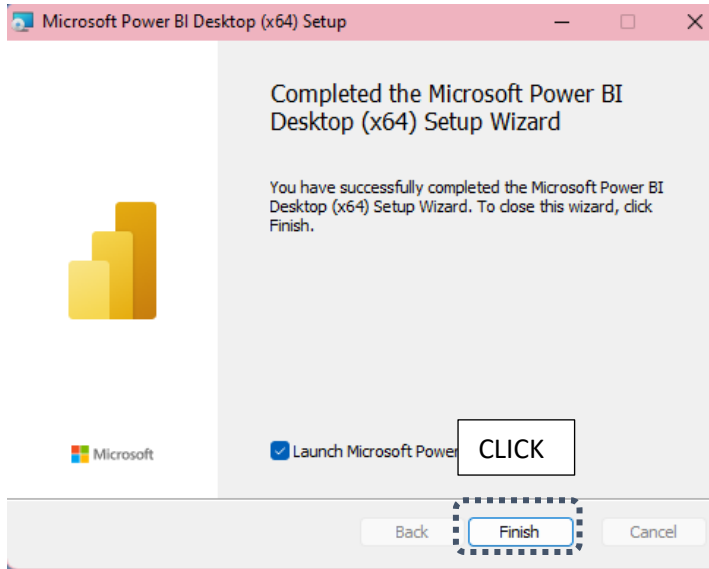 Microsoft Power BI Desktop (x64) Setup
Completed the Microsoft Power BI
Desktop (x64) Setup Wizard
You have successfully completed the Microsoft Power BI
Desktop (x64) Setup Wizard. To close this wizard, click
Finish.
Microsoft
Launch Microsoft Power
CLICK
Back Finish Cancel